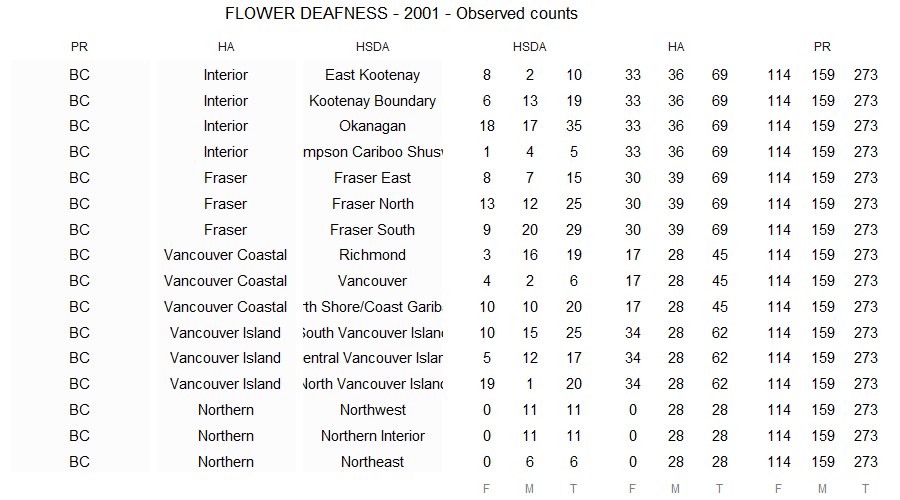 FLOWER DEAFNESS - 2001 - Observed counts
PR HA HSDA HSDA HA PR
BC Interior East Kootenay 8 2 10 33 36 69 114 159 273
BC Interior Kootenay Boundary 6 13 19 33 36 69 114 159 273
BC Interior Okanagan 18 17 35 33 36 69 114 159 273
BC Interior mpson Cariboo Shusw 1 4 5 33 36 69 114 159 273
BC Fraser Fraser East 8 7 15 30 39 69 114 159 273
BC Fraser Fraser North 13 12 25 30 39 69 114 159 273
BC Fraser Fraser South 9 20 29 30 39 69 114 159 273
BC Vancouver Coastal Richmond 3 16 19 17 28 45 114 159 273
BC Vancouver Coastal Vancouver 4 2 6 17 28 45 114 159 273
BC Vancouver Coastal rth Shore/Coast Garib 10 10 20 17 28 45 114 159 273
BC Vancouver Island South Vancouver Island 10 15 25 34 28 62 114 159 273
BC Vancouver Island entral Vancouver Islan 5 12 17 34 28 62 114 159 273
BC Vancouver Island North Vancouver Island 19 1 20 34 28 62 114 159 273
BC Northern Northwest 0 11 11 0 28 28 114 159 273
BC Northern Northern Interior 0 11 11 0 28 28 114 159 273
BC Northern Northeast 0 6 6 0 28 28 114 159 273
F M T F M T F M T